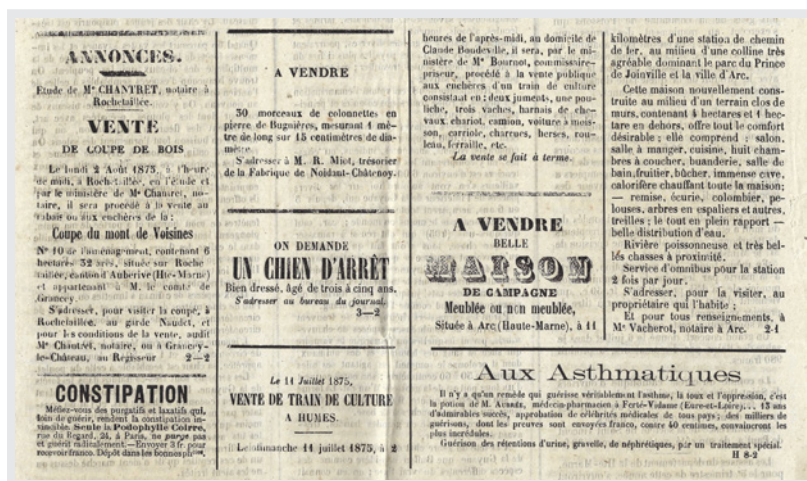 ANNONCES.
Etude de Me CHANTRET, notaire à
Rochetaillée.
VENTE
DE COUPE DE BOIS
Le lundi 2 Août 1875, à l'heure
de midi, à Rochetaillée, en l'étude et
par le ministère de Me Chantret, no-
taire, il sera procédé à la vente au
rabais ou aux enchères de la :
Coupe du mont de Voisines
No 10 de l'aménagement, contenant 6
hectares 32 ares, située sur Roche
taillée, canton d'Auberive (Hte-Marne)
et appartenant à M. le comte de
Grancey.
S'adresser, pour visiter la coupe, à
Rochetaillée, au garde Naudet, et
pour les conditions de la vente, audit
Me Chantret, notaire, ou à Grancey-
le-Château, au Régisseur 2—2
CONSTIPATION
Méfiez-vous des purgatifs et laxatifs qui,
loin de guérir, rendent la constipation in-
vincible. Seule la Podophylle Coirre,
rue du Regard, 24, à Paris, ne purge pas
et guérit radicalement.—Envoyer 3 fr. pour
recevoir franco. Dépôt dans les bonnes phies.
A VENDRE
30 morceaux de colonnettes en
pierre de Bugnières, mesurant 1 mè-
tre de long sur 15 centimètres de dia-
mètre.
S'adresser à M. R. Miot, trésorier
de la Fabrique de Noidant-Châtenoy.
ON DEMANDE
UN CHIEN D'ARRÊT
Bien dressé, âgé de trois à cinq ans.
S'adresser au bureau du journal.
3—2
Le 11 Juillet 1875,
VENTE DE TRAIN DE CULTURE
A HUMES.
Le dimanche 11 juillet 1875, à 2
heures de l'après-midi, au domicile de
Claude Baudeville, il sera, par le mi-
nistère de Me Bournot, commissaire-
priseur, procédé à la vente publique
aux enchères d'un train de culture
consistant en : deux juments, une pou-
liche, trois vaches, harnais de che-
vaux, chariot, camion, voiture à mois-
son, carriole, charrues, herses, rou-
leau, ferraille, etc.
La vente se fait à terme.
A VENDRE
BELLE
MAISON
DE CAMPAGNE
Meublée ou non meublée,
Située à Arc (Haute-Marne), à 11
kilomètres d'une station de chemin
de fer, au milieu d'une colline très
agréable dominant le parc du Prince
de Joinville et la ville d'Arc.
Cette maison nouvellement cons-
truite au milieu d'un terrain clos de
murs, contenant 4 hectares et 1 hec-
tare en dehors, offre tout le comfort
désirable ; elle comprend : salon,
salle à manger, cuisine, huit cham-
bres à coucher, buanderie, salle de
bain, fruitier, bûcher, immense cave,
calorifère chauffant toute la maison;
— remise, écurie, colombier, pe-
louses, arbres en espaliers et autres,
treilles ; le tout en plein rapport —
belle distribution d'eau.
Rivière poissonneuse et très bel-
lés chasses à proximité.
Service d'omnibus pour la station
2 fois par jour.
S'adresser, pour la visiter, au
propriétaire qui l'habite ;
Et pour tous renseignements, à
Me Vacherot, notaire à Arc. 2-1
Aux Asthmatiques
Il n'y a qu'un remède qui guérisse véritablement l'asthme, la toux et l'oppression, c'est
la potion de M. AUBRÉE, médecin-pharmacien à Ferté-Vidame (Eure-et-Loire)... 15 ans
d'admirables succès, approbation de célébrités médicales de tous pays; des milliers de
guérisons, dont les preuves sont envoyées franco, contre 40 centimes, convaincront les
plus incrédules.
Guérison des rétentions d'urine, gravelle, de néphrétiques, par un traitement spécial.
H 8-2